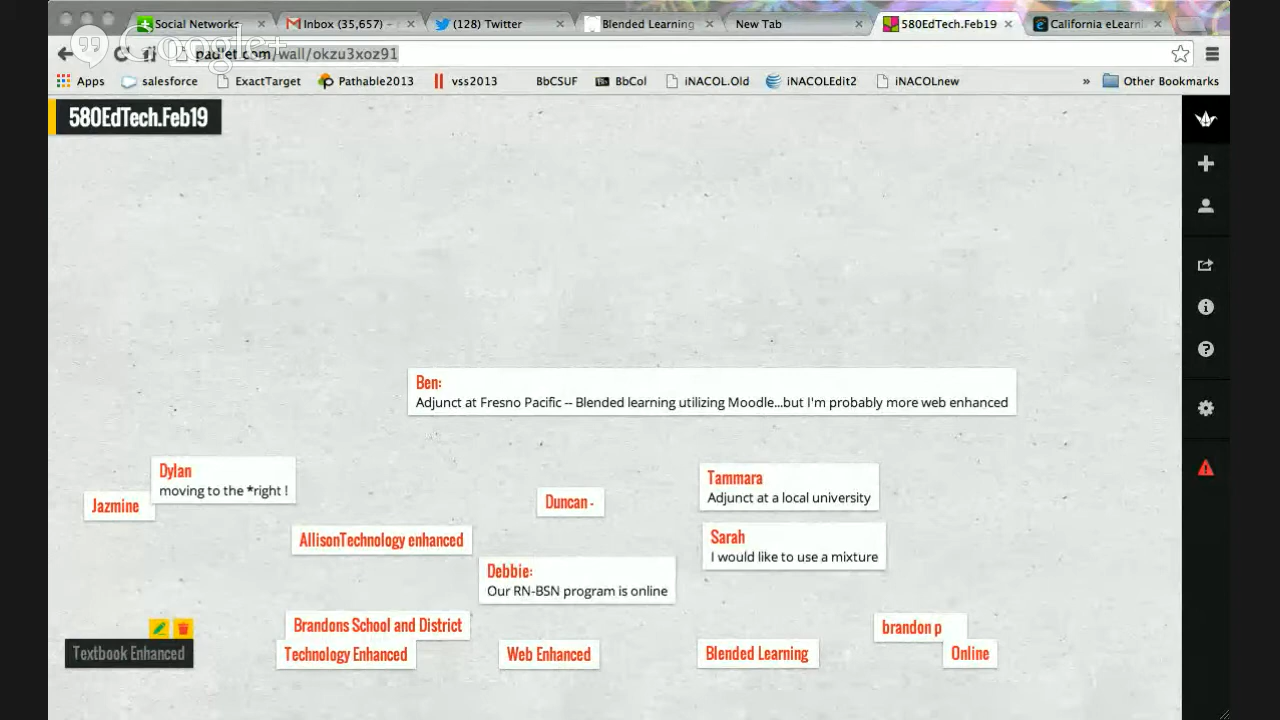 Social Networks
Inbox (35,657) -
(128) Twitter
Blended Learning
New Tab
580EdTech.Feb19
California eLearni
Google+
padlet.com/wall/okzu3xoz91
Apps
salesforce
ExactTarget
Pathable2013
vss2013
BbCSUF
BbCol
iNACOL.Old
iNACOLEdit2
iNACOLnew
»
Other Bookmarks
580EdTech.Feb19
Ben:
Adjunct at Fresno Pacific -- Blended learning utilizing Moodle...but I'm probably more web enhanced
Dylan
moving to the *right !
Jazmine
Duncan -
Tammara
Adjunct at a local university
AllisonTechnology enhanced
Sarah
I would like to use a mixture
Debbie:
Our RN-BSN program is online
Brandons School and District
brandon p
Textbook Enhanced
Technology Enhanced
Web Enhanced
Blended Learning
Online